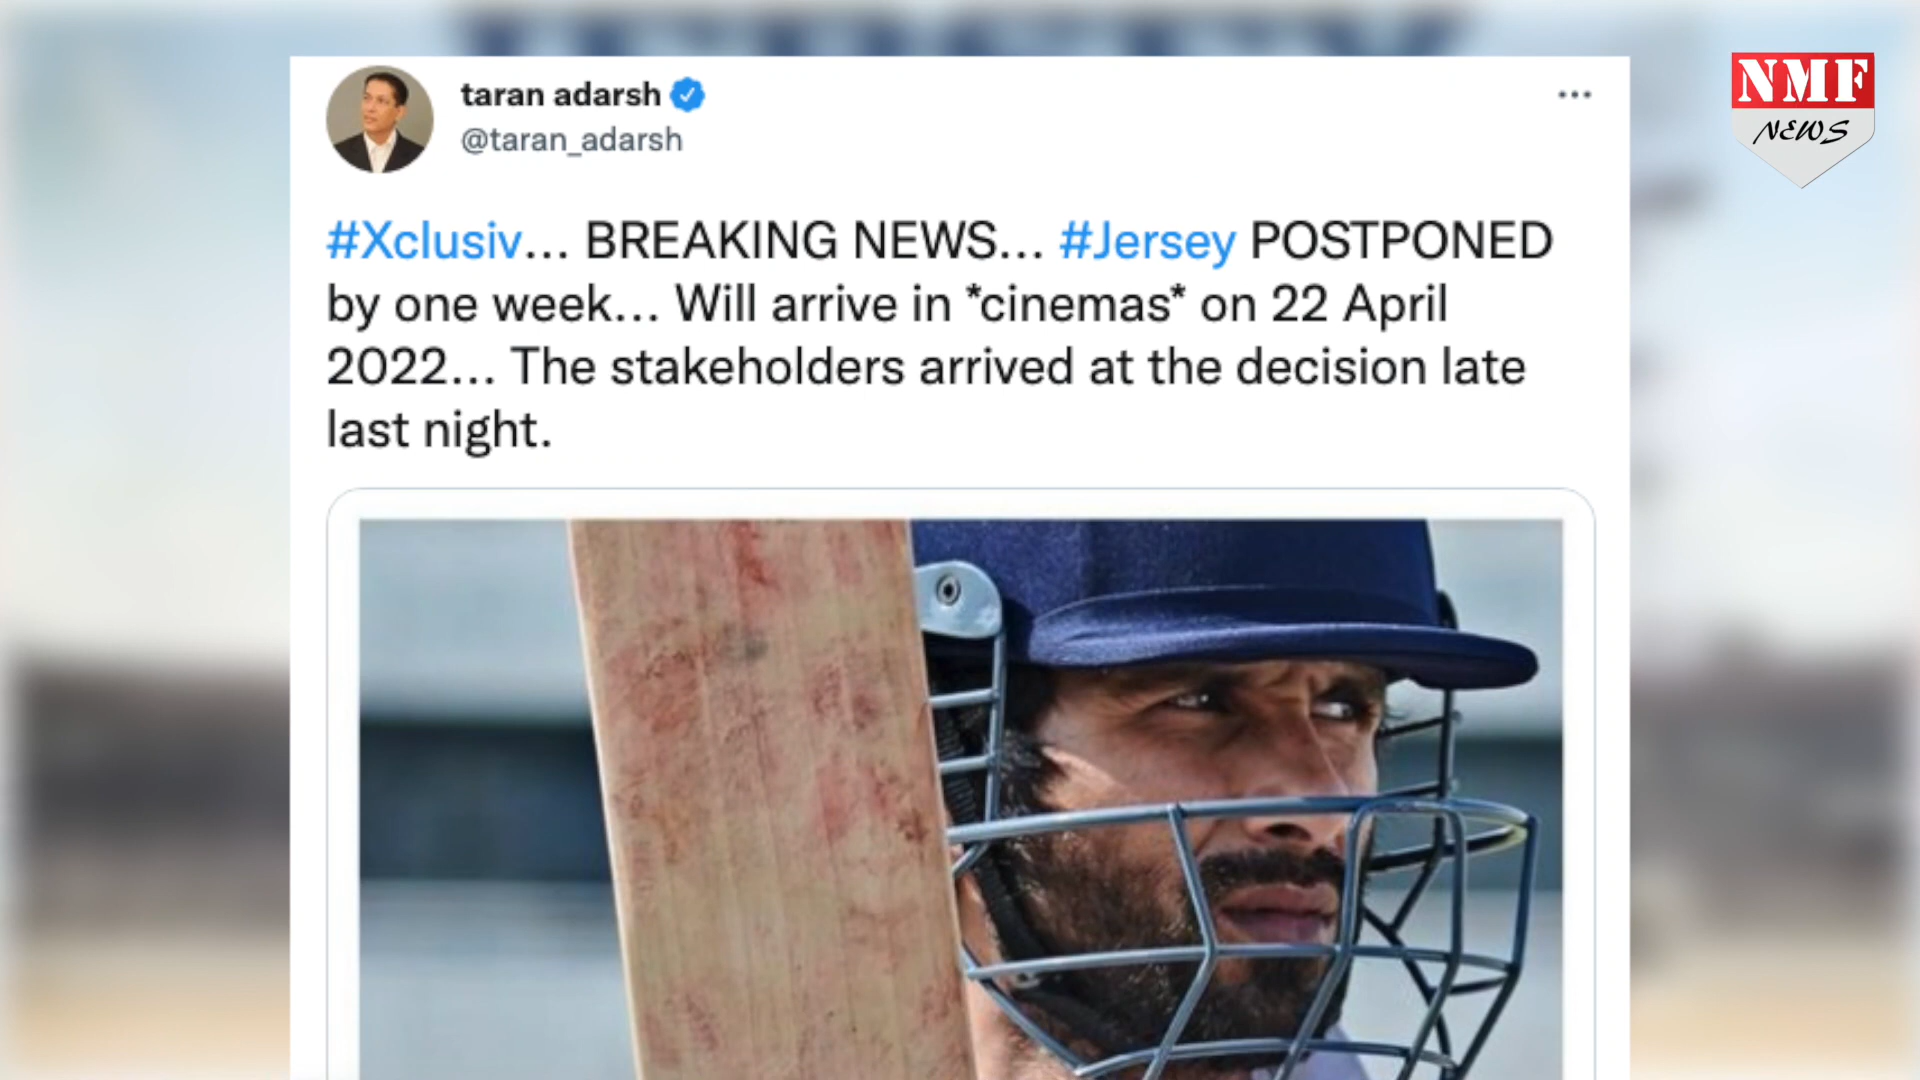 taran adarsh
@taran_adarsh
NMF
NEWS
#Xclusiv... BREAKING NEWS... #Jersey POSTPONED
by one week... Will arrive in *cinemas* on 22 April
2022... The stakeholders arrived at the decision late
last night.